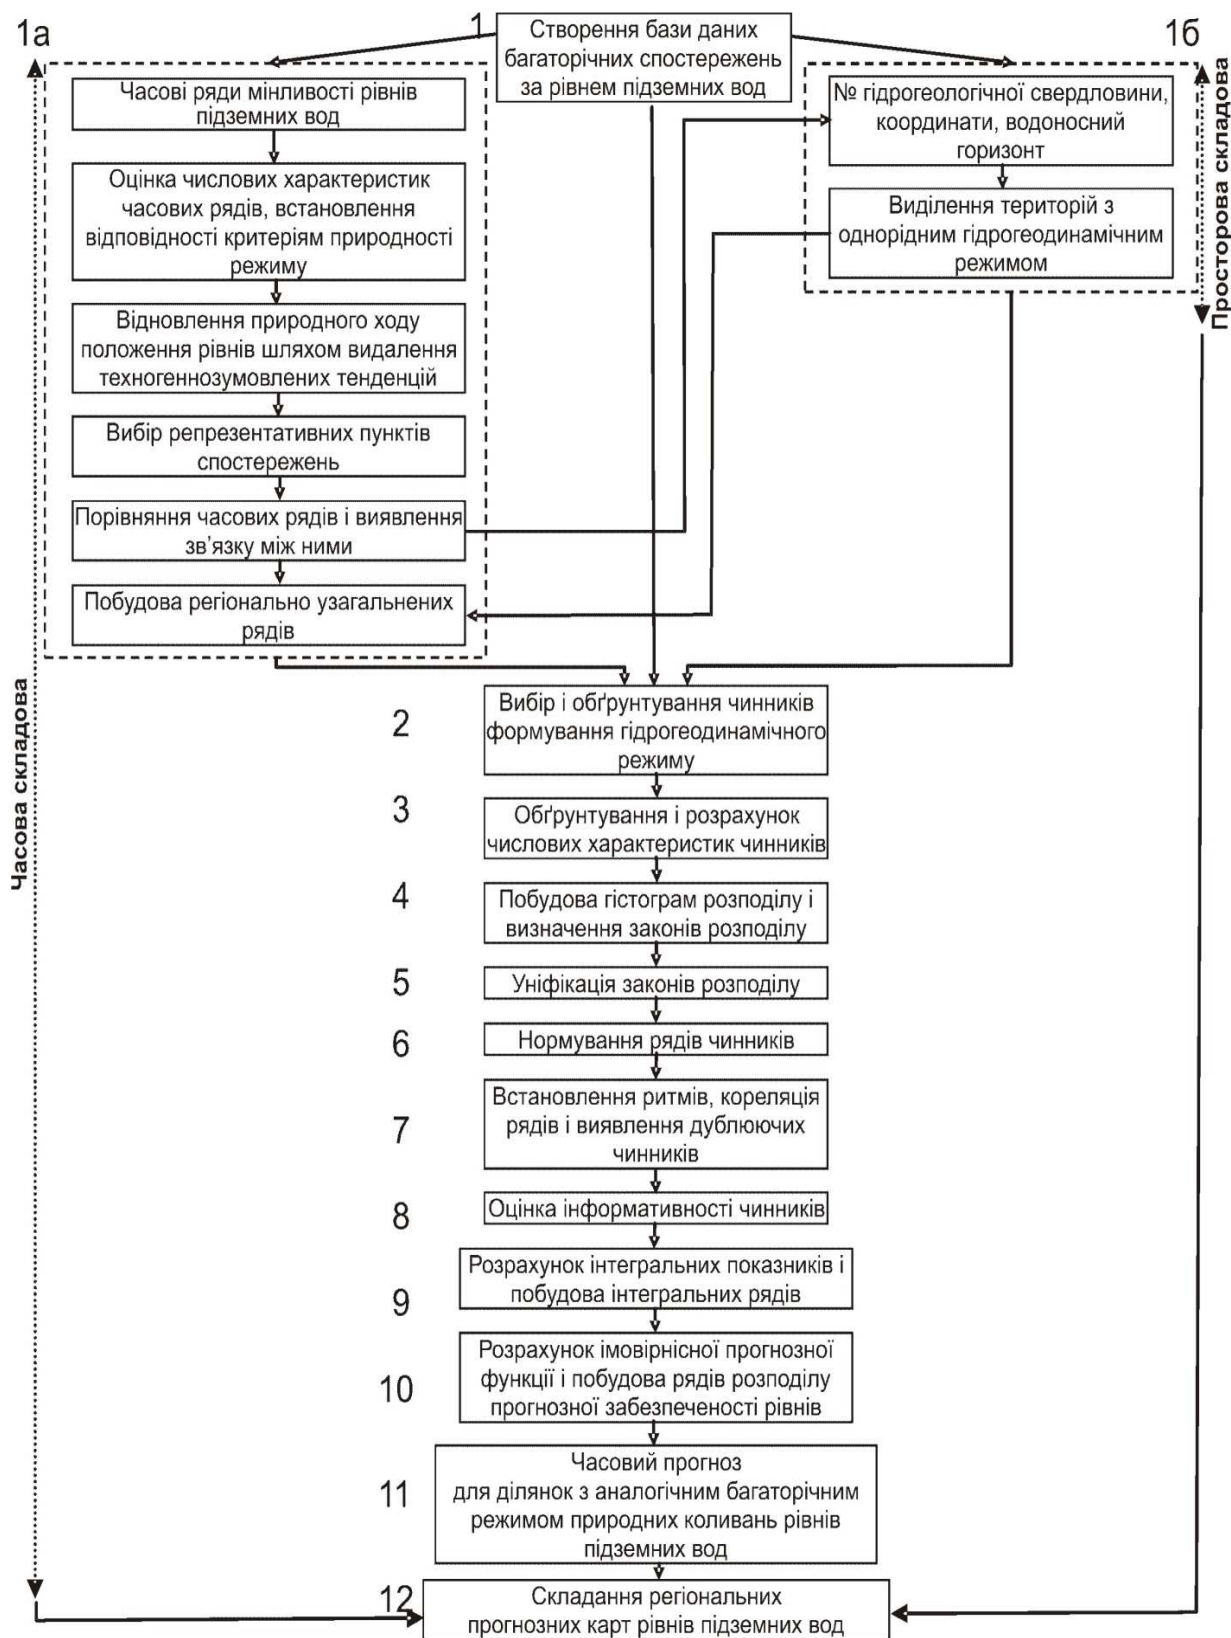 1а
1
Створення бази даних
багаторічних спостережень
за рівнем підземних вод
1б
Часові ряди мінливості рівнів
підземних вод
Оцінка числових характеристик
часових рядів, встановлення
відповідності критеріям природності
режиму
Відновлення природного ходу
положення рівнів шляхом видалення
техногеннозумовлених тенденцій
Вибір репрезентативних пунктів
спостережень
Порівняння часових рядів і виявлення
зв’язку між ними
Побудова регіонально узагальнених
рядів
№ гідрогеологічної свердловини,
координати, водоносний
горизонт
Виділення територій з
однорідним гідрогеодинамічним
режимом
Просторова складова
Часова складова
2
Вибір і обґрунтування чинників
формування гідрогеодинамічного
режиму
3
Обґрунтування і розрахунок
числових характеристик чинників
4
Побудова гістограм розподілу і
визначення законів розподілу
5
Уніфікація законів розподілу
6
Нормування рядів чинників
7
Встановлення ритмів, кореляція
рядів і виявлення дублюючих
чинників
8
Оцінка інформативності чинників
9
Розрахунок інтегральних показників і
побудова інтегральних рядів
10
Розрахунок імовірнісної прогнозної
функції і побудова рядів розподілу
прогнозної забезпеченості рівнів
11
Часовий прогноз
для ділянок з аналогічним багаторічним
режимом природних коливань рівнів
підземних вод
12
Складання регіональних
прогнозних карт рівнів підземних вод